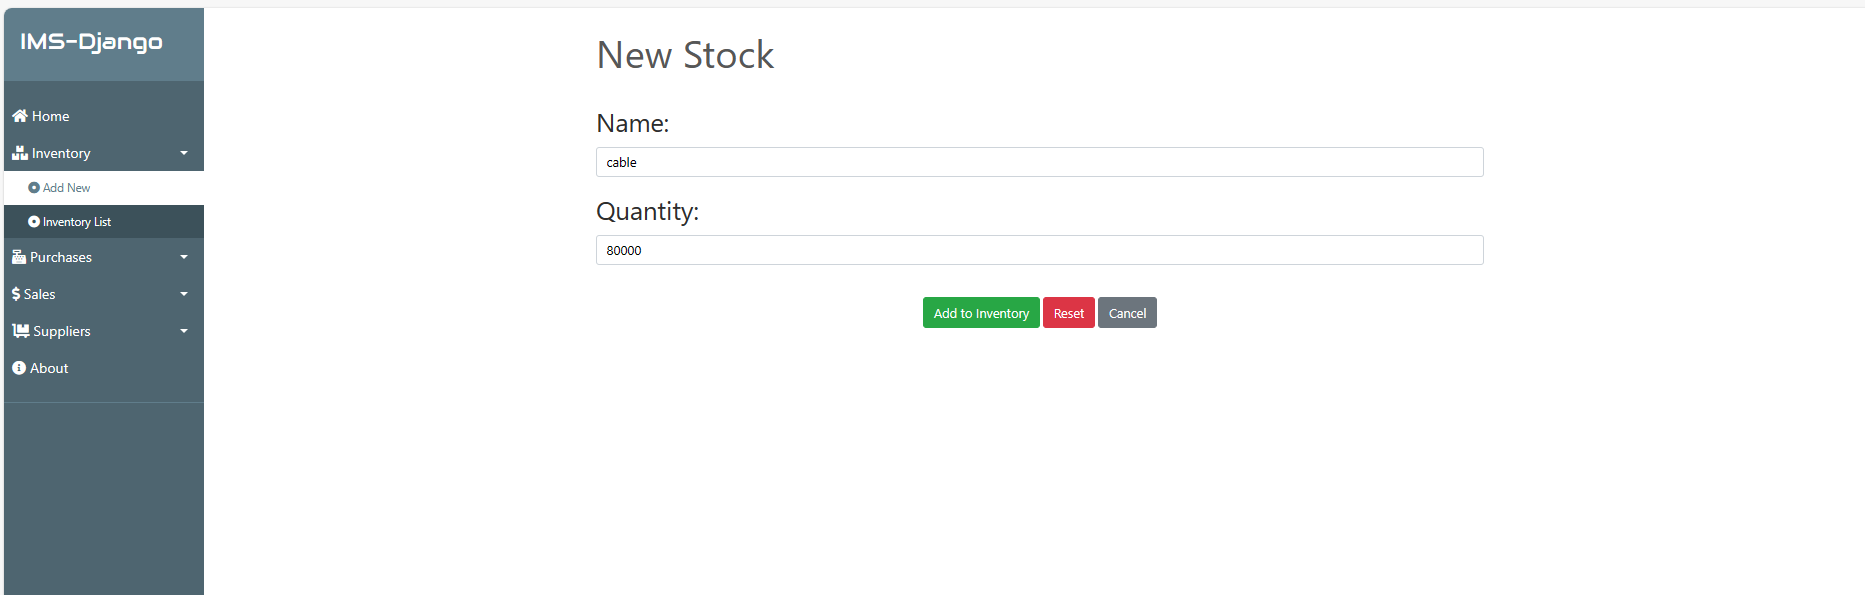 IMS-Django
Home
Inventory
Add New
Inventory List
Purchases
Sales
Suppliers
About
New Stock
Name:
cable
Quantity:
80000
Add to Inventory
Reset
Cancel